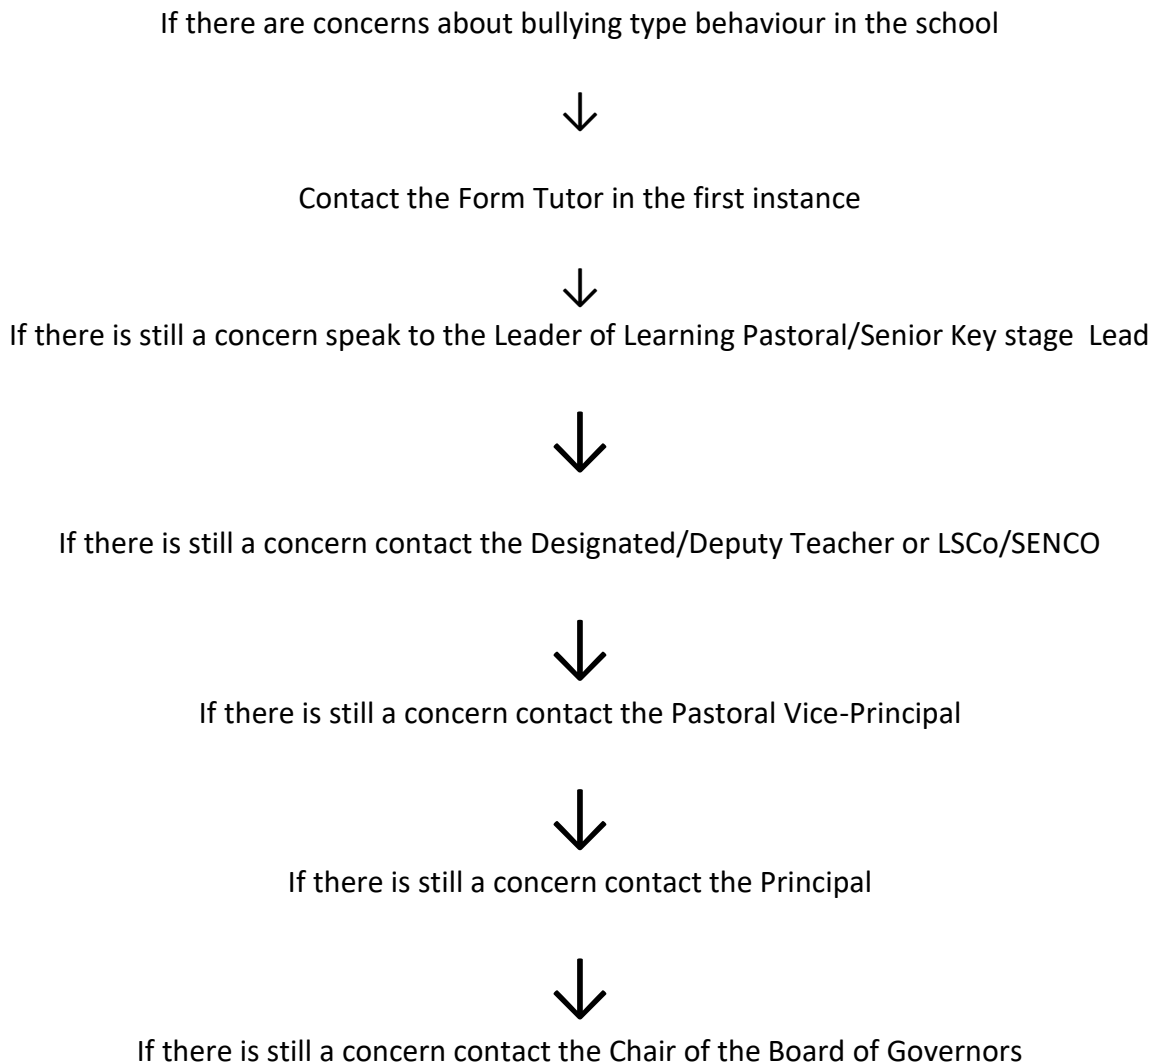 If there are concerns about bullying type behaviour in the school
↓
Contact the Form Tutor in the first instance
↓
If there is still a concern speak to the Leader of Learning Pastoral/Senior Key stage  Lead
↓
If there is still a concern contact the Designated/Deputy Teacher or LSCo/SENCO
↓
If there is still a concern contact the Pastoral Vice-Principal
↓
If there is still a concern contact the Principal
↓
If there is still a concern contact the Chair of the Board of Governors